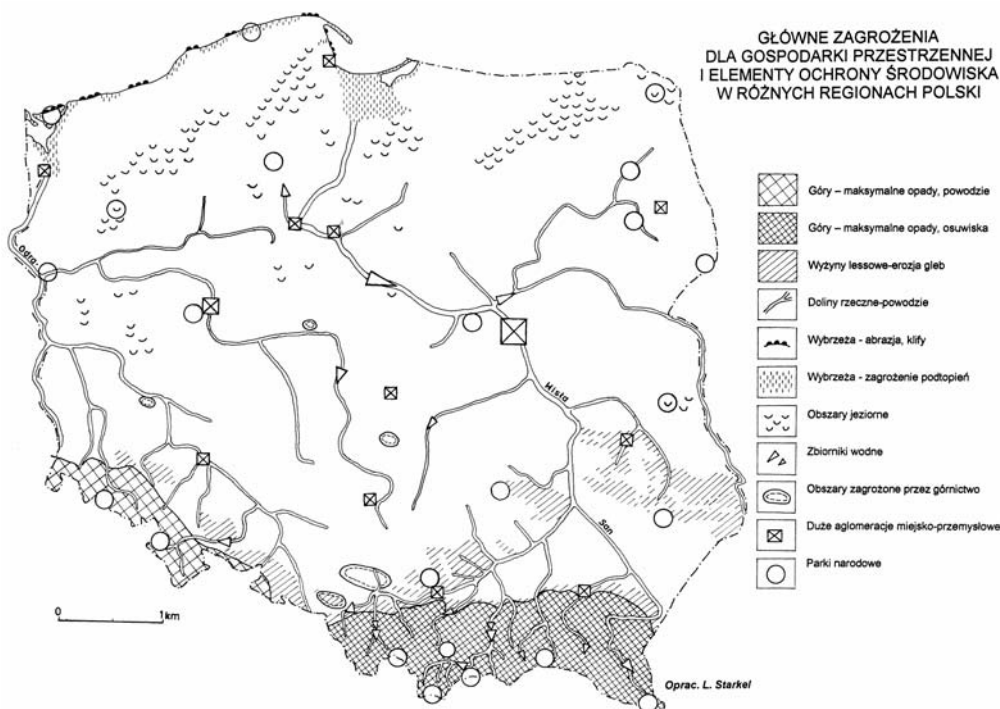 GŁÓWNE ZAGROŻENIA
DLA GOSPODARKI PRZESTRZENNEJ
I ELEMENTY OCHRONY ŚRODOWISKA
W RÓŻNYCH REGIONACH POLSKI
Góry – maksymalne opady, powodzie
Góry – maksymalne opady, osuwiska
Wyżyny lessowe-erozja gleb
Doliny rzeczne-powodzie
Wybrzeża - abrazja, klify
Wybrzeża - zagrożenie podtopień
Obszary jeziorne
Zbiorniki wodne
Obszary zagrożone przez górnictwo
Duże aglomeracje miejsko-przemysłowe
Parki narodowe
Odra
Wisła
San
0 1 km
Oprac. L. Starkel